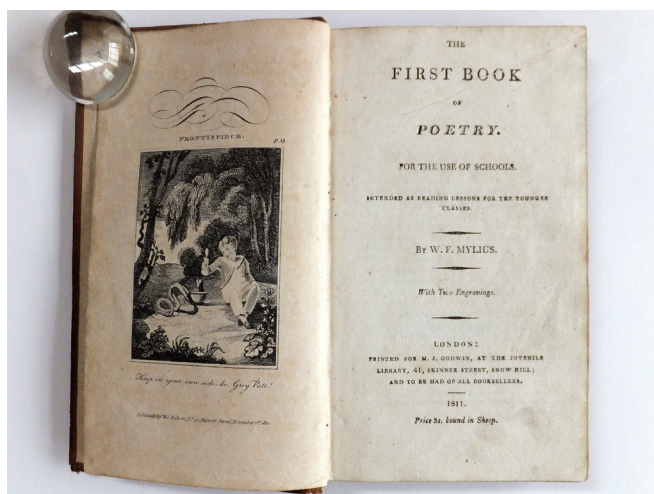 FRONTISPIECE.
Keep on your own side, do, Grey Pate!
THE
FIRST BOOK
OF
POETRY.
FOR THE USE OF SCHOOLS.
INTENDED AS READING LESSONS FOR THE YOUNGER
CLASSES.
BY W. F. MYLIUS.
With Two Engravings.
LONDON:
PRINTED FOR M. J. GODWIN, AT THE JUVENILE
LIBRARY, 41, SKINNER STREET, SNOW HILL;
AND TO BE HAD OF ALL BOOKSELLERS.
1811.
Price 3s. bound in Sheep.